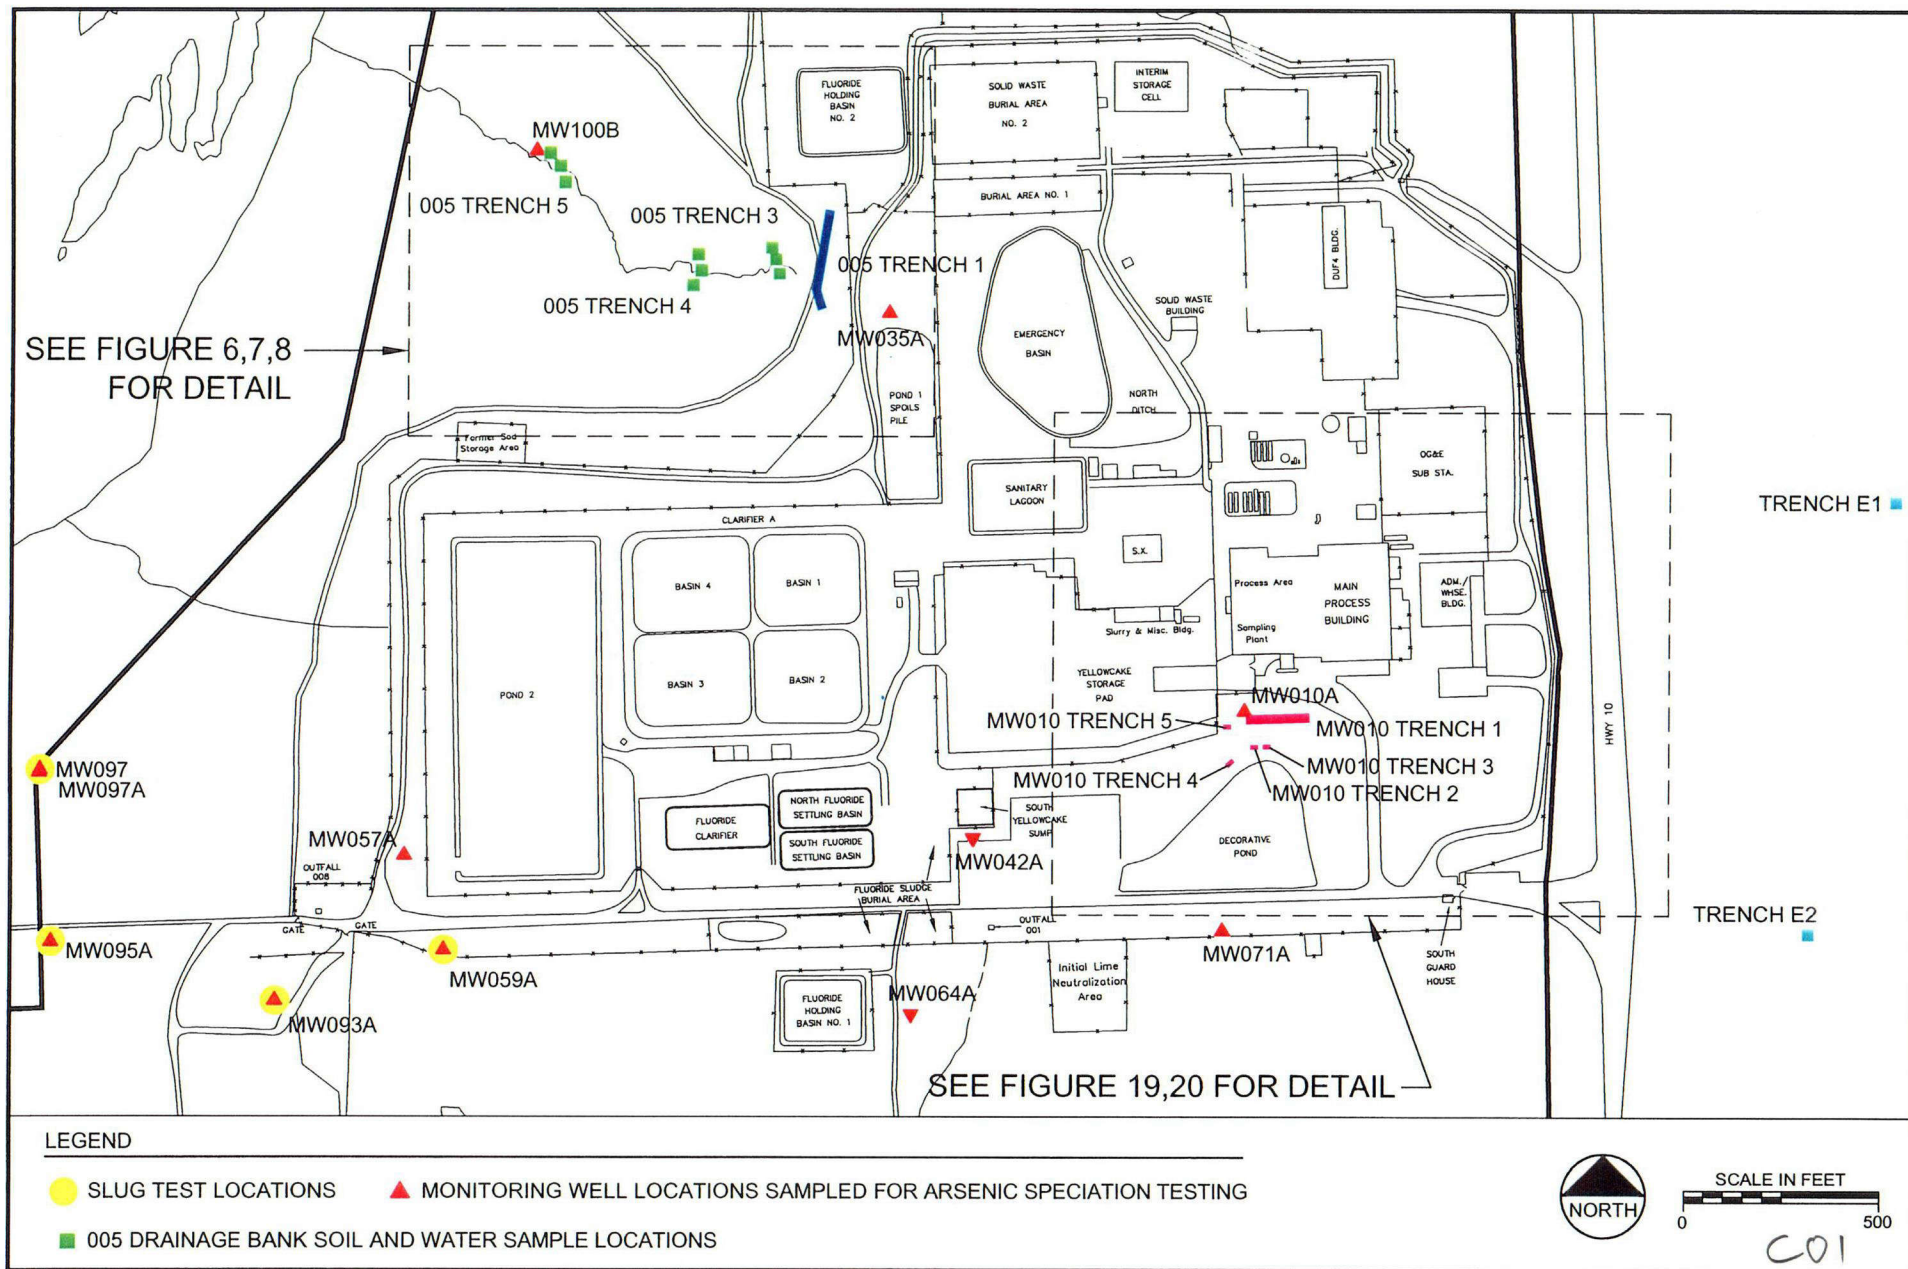 FLUORIDE
HOLDING
BASIN
NO. 2
SOLID WASTE
BURIAL AREA
NO. 2
INTERIM
STORAGE
CELL
MW100B
005 TRENCH 5
005 TRENCH 3
BURIAL AREA NO. 1
DUF4 BLDG.
005 TRENCH 1
005 TRENCH 4
SOLID WASTE
BUILDING
SEE FIGURE 6,7,8
FOR DETAIL
MW035A
EMERGENCY
BASIN
POND 1
SPOILS
PILE
NORTH
DITCH
Former Sod
Storage Area
OG&E
SUB STA.
SANITARY
LAGOON
TRENCH E1
CLARIFIER A
S.X.
BASIN 4
BASIN 1
Process Area
MAIN
PROCESS
BUILDING
ADM./
WHSE.
BLDG.
Slurry & Misc. Bldg.
Sampling
Plant
POND 2
BASIN 3
BASIN 2
YELLOWCAKE
STORAGE
PAD
MW010A
MW010 TRENCH 5
MW010 TRENCH 1
HWY 10
MW097
MW097A
MW010 TRENCH 4
MW010 TRENCH 3
MW010 TRENCH 2
NORTH FLUORIDE
SETTLING BASIN
FLUORIDE
CLARIFIER
SOUTH
YELLOWCAKE
SUMP
MW057A
SOUTH FLUORIDE
SETTLING BASIN
DECORATIVE
POND
MW042A
OUTFALL
008
FLUORIDE SLUDGE
BURIAL AREA
TRENCH E2
GATE
GATE
OUTFALL
001
MW095A
MW059A
MW071A
SOUTH
GUARD
HOUSE
Initial Lime
Neutralization
Area
FLUORIDE
HOLDING
BASIN NO. 1
MW064A
MW093A
SEE FIGURE 19,20 FOR DETAIL
LEGEND
SLUG TEST LOCATIONS
MONITORING WELL LOCATIONS SAMPLED FOR ARSENIC SPECIATION TESTING
005 DRAINAGE BANK SOIL AND WATER SAMPLE LOCATIONS
NORTH
SCALE IN FEET
0 500
C01